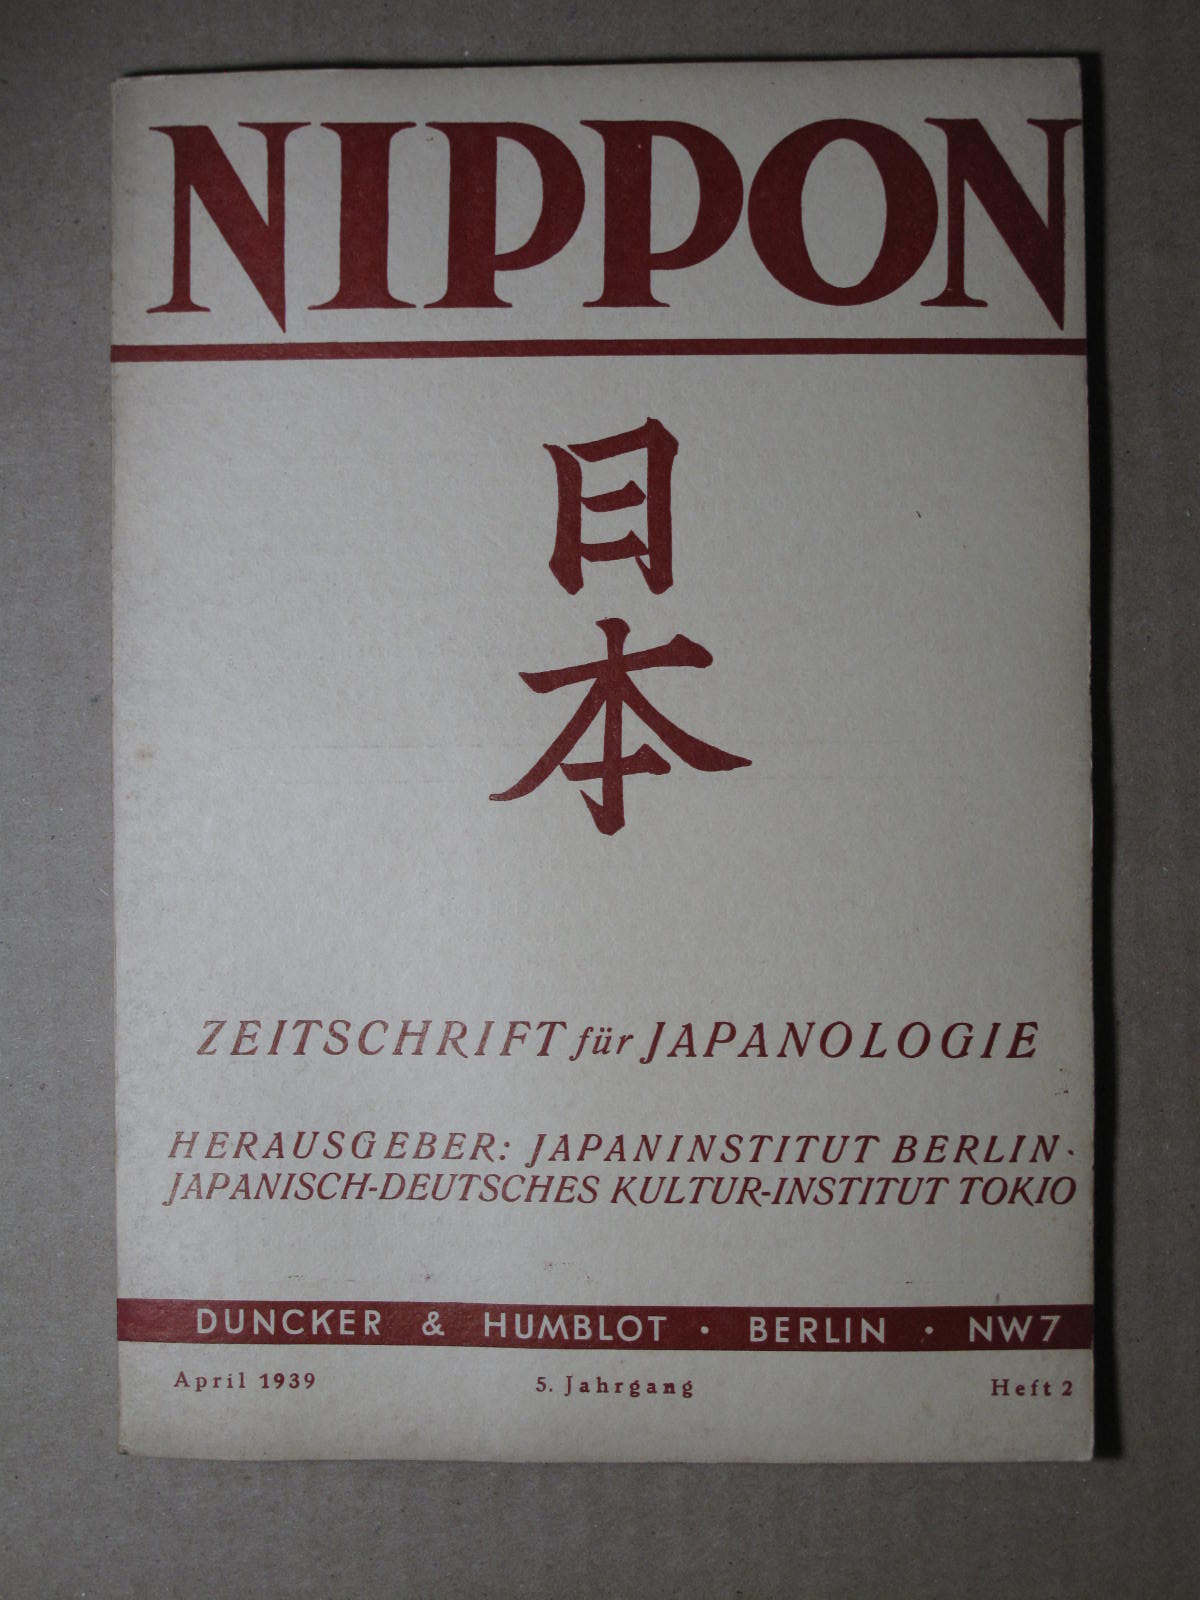 NIPPON
日
本
ZEITSCHRIFT für JAPANOLOGIE
HERAUSGEBER: JAPANINSTITUT BERLIN ·
JAPANISCH-DEUTSCHES KULTUR-INSTITUT TOKIO
DUNCKER & HUMBLOT · BERLIN · NW7
April 1939 5. Jahrgang Heft 2